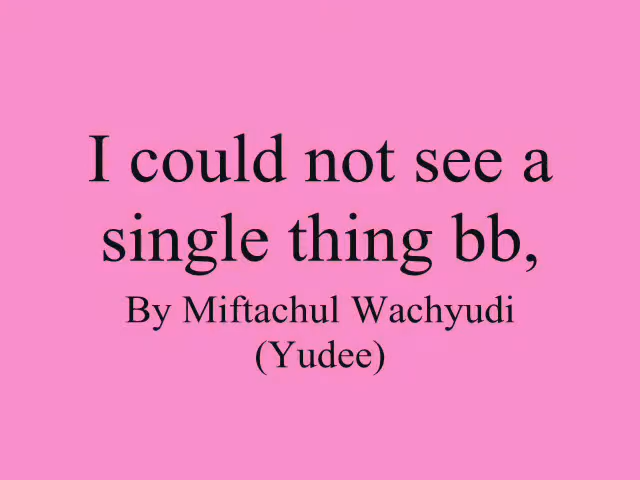 I could not see a
single thing bb,
By Miftachul Wachyudi
(Yudee)